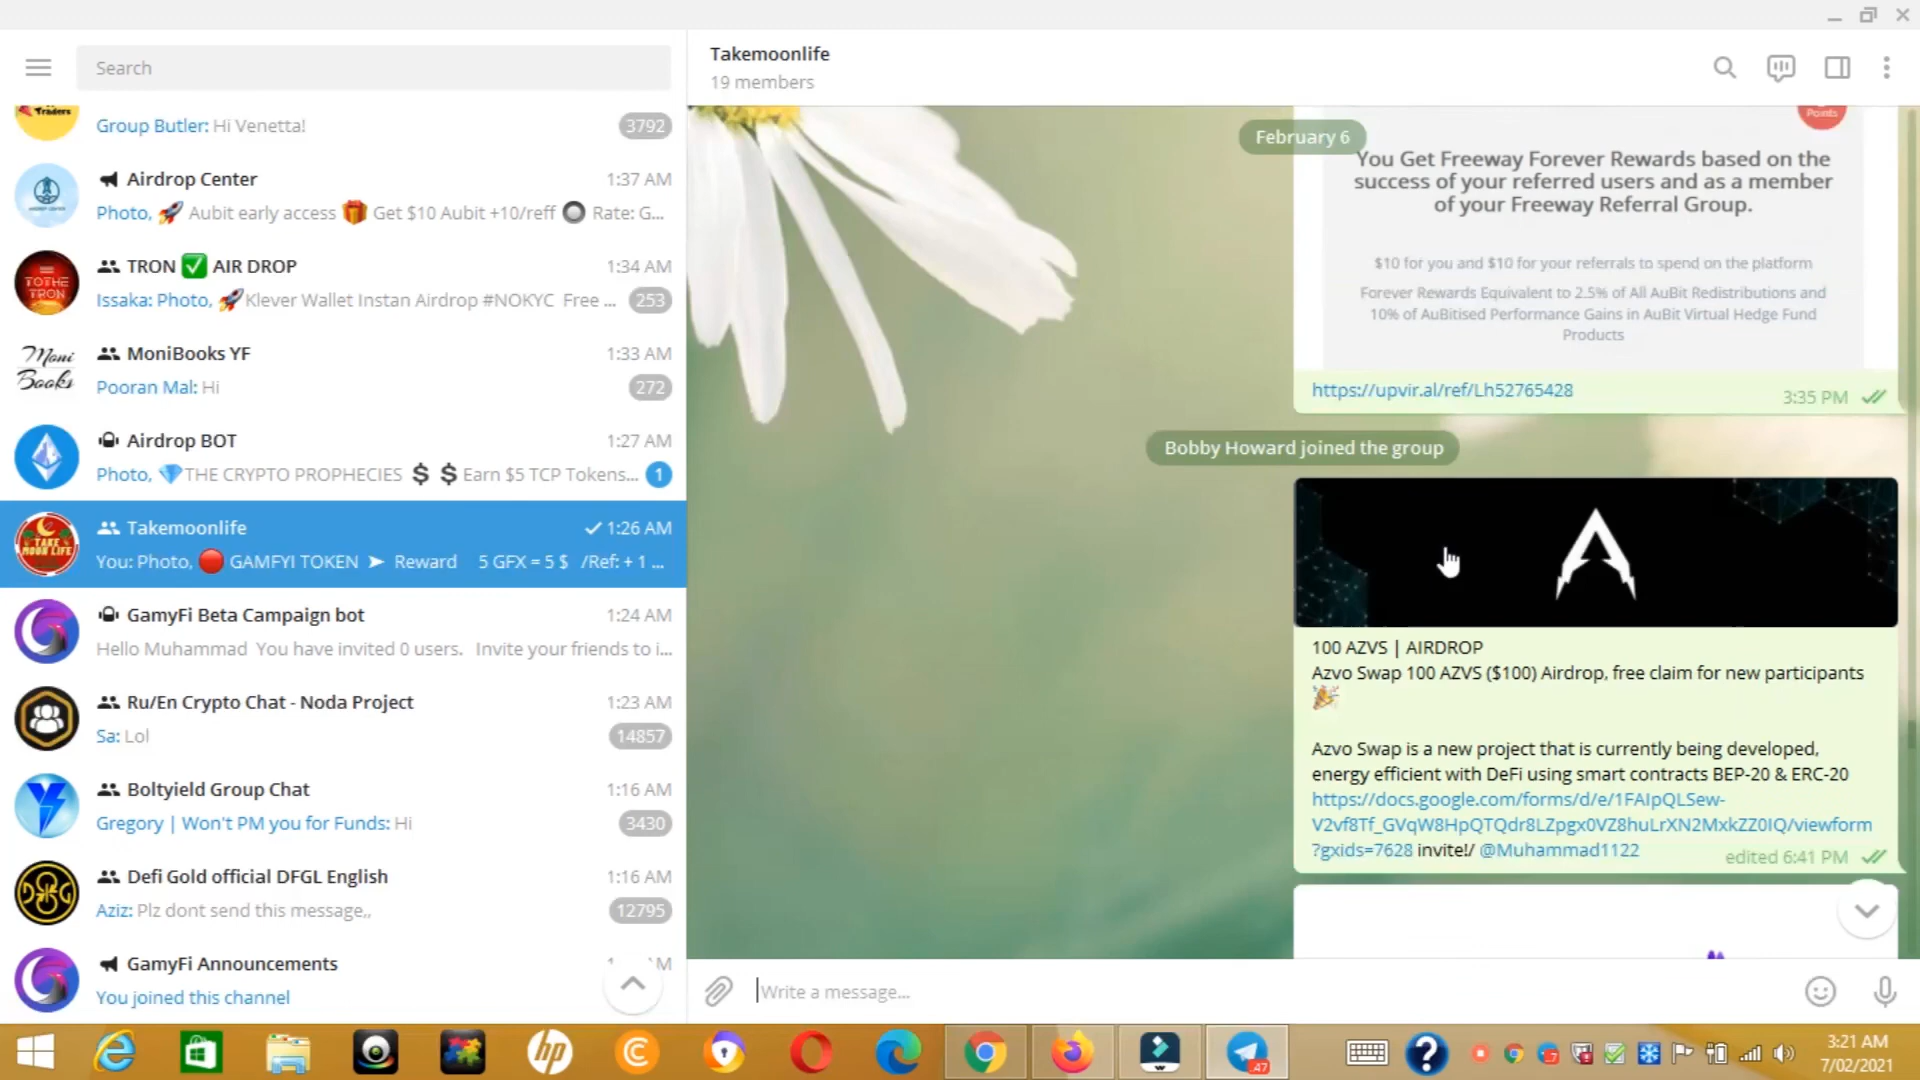 Search
Takemoonlife
19 members
Traders
Group Butler: Hi Venetta!
3792
Airdrop Center
1:37 AM
Photo, 🚀 Aubit early access 🎁 Get $10 Aubit +10/reff 🔘 Rate: G...
TOTHE
TRON
TRON ✅ AIR DROP
1:34 AM
Issaka: Photo, 🚀Klever Wallet Instan Airdrop #NOKYC Free ...
253
Moni
Books
MoniBooks YF
1:33 AM
Pooran Mal: Hi
272
Airdrop BOT
1:27 AM
Photo, 💎THE CRYPTO PROPHECIES 💲 💲 Earn $5 TCP Tokens...
1
TAKE
MOON LIFE
Takemoonlife
1:26 AM
You: Photo, 🔴 GAMFYI TOKEN ➤ Reward 5 GFX = 5 $ /Ref: + 1 ...
GamyFi Beta Campaign bot
1:24 AM
Hello Muhammad You have invited 0 users. Invite your friends to i...
Ru/En Crypto Chat - Noda Project
1:23 AM
Sa: Lol
14857
Boltyield Group Chat
1:16 AM
Gregory | Won't PM you for Funds: Hi
3430
Defi Gold official DFGL English
1:16 AM
Aziz: Plz dont send this message,,
12795
GamyFi Announcements
You joined this channel
February 6
Points
You Get Freeway Forever Rewards based on the
success of your referred users and as a member
of your Freeway Referral Group.
$10 for you and $10 for your referrals to spend on the platform
Forever Rewards Equivalent to 2.5% of All AuBit Redistributions and
10% of AuBitised Performance Gains in AuBit Virtual Hedge Fund
Products
https://upvir.al/ref/Lh52765428
3:35 PM
Bobby Howard joined the group
100 AZVS | AIRDROP
Azvo Swap 100 AZVS ($100) Airdrop, free claim for new participants
🎉
Azvo Swap is a new project that is currently being developed,
energy efficient with DeFi using smart contracts BEP-20 & ERC-20
https://docs.google.com/forms/d/e/1FAIpQLSew-
V2vf8Tf_GVqW8HpQTQdr8LZpgx0VZ8huLrXN2MxkZZ0IQ/viewform
?gxids=7628 invite!/ @Muhammad1122
edited 6:41 PM
Write a message...
hp
47
3:21 AM
7/02/2021